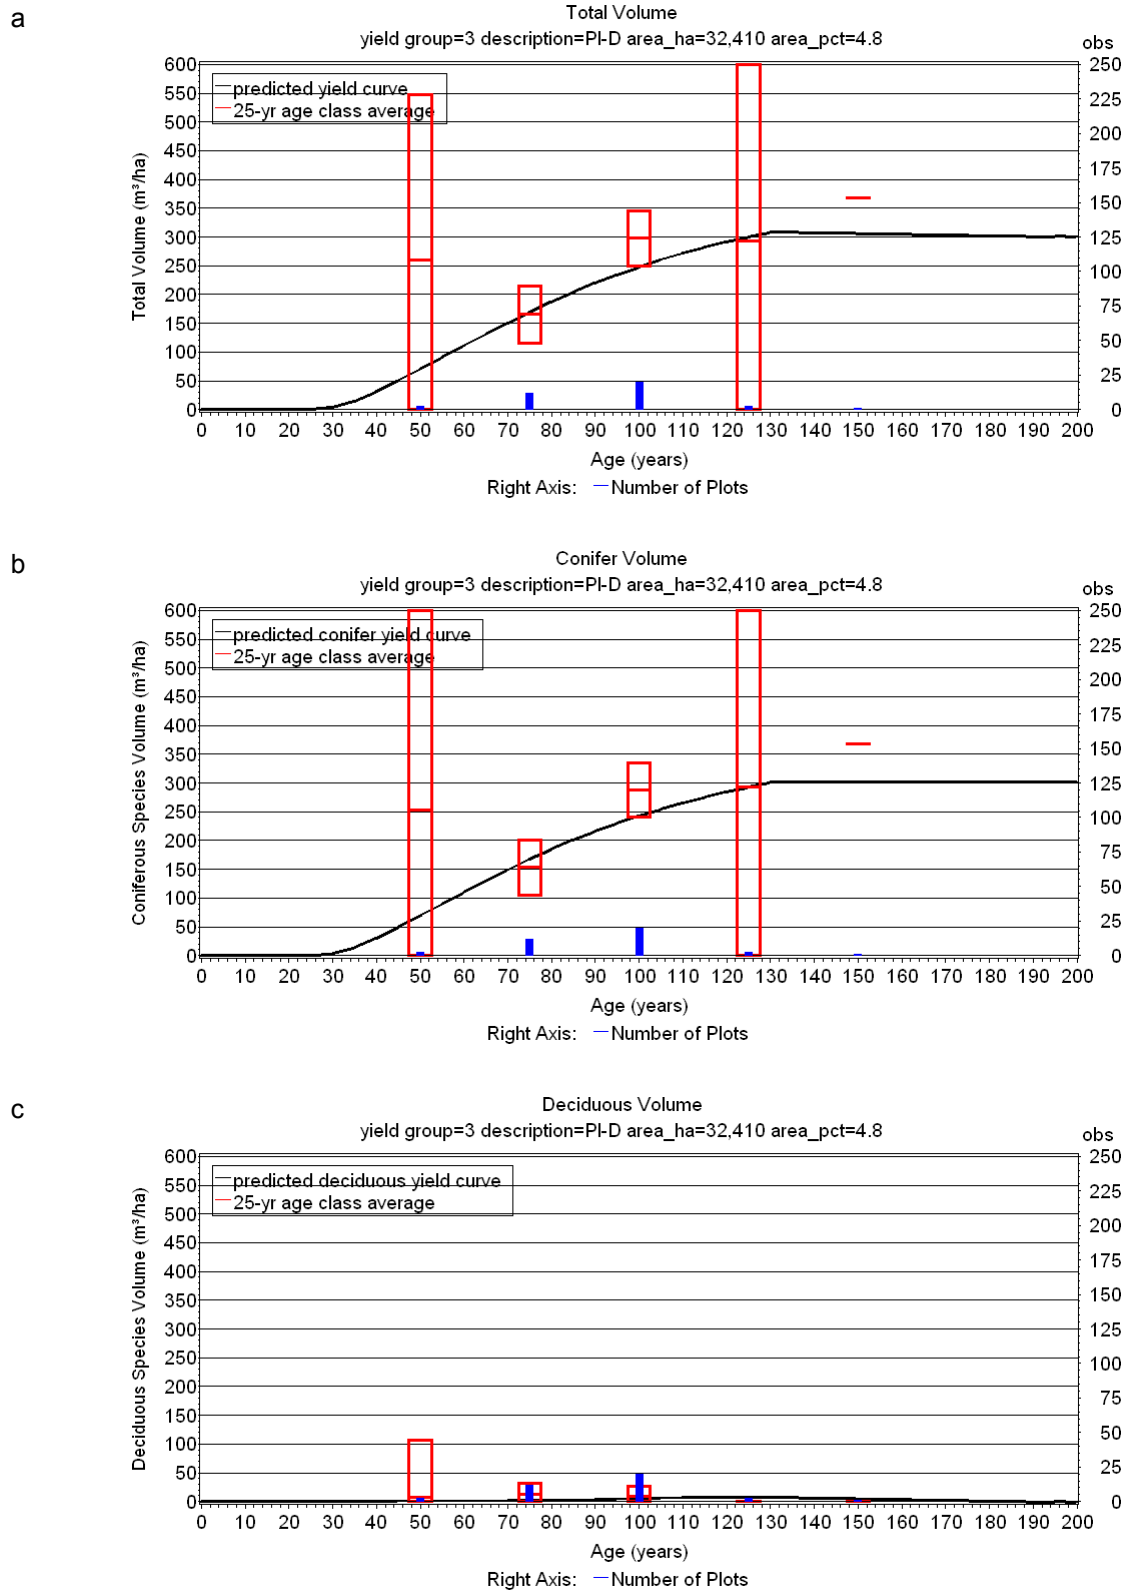 a
Total Volume
yield group=3 description=Pl-D area_ha=32,410 area_pct=4.8
obs
predicted yield curve
25-yr age class average
Total Volume (m³/ha)
600
550
500
450
400
350
300
250
200
150
100
50
0
250
225
200
175
150
125
100
75
50
25
0
0 10 20 30 40 50 60 70 80 90 100 110 120 130 140 150 160 170 180 190 200
Age (years)
Right Axis: — Number of Plots
b
Conifer Volume
yield group=3 description=Pl-D area_ha=32,410 area_pct=4.8
obs
predicted conifer yield curve
25-yr age class average
Coniferous Species Volume (m³/ha)
600
550
500
450
400
350
300
250
200
150
100
50
0
250
225
200
175
150
125
100
75
50
25
0
0 10 20 30 40 50 60 70 80 90 100 110 120 130 140 150 160 170 180 190 200
Age (years)
Right Axis: — Number of Plots
c
Deciduous Volume
yield group=3 description=Pl-D area_ha=32,410 area_pct=4.8
obs
predicted deciduous yield curve
25-yr age class average
Deciduous Species Volume (m³/ha)
600
550
500
450
400
350
300
250
200
150
100
50
0
250
225
200
175
150
125
100
75
50
25
0
0 10 20 30 40 50 60 70 80 90 100 110 120 130 140 150 160 170 180 190 200
Age (years)
Right Axis: — Number of Plots